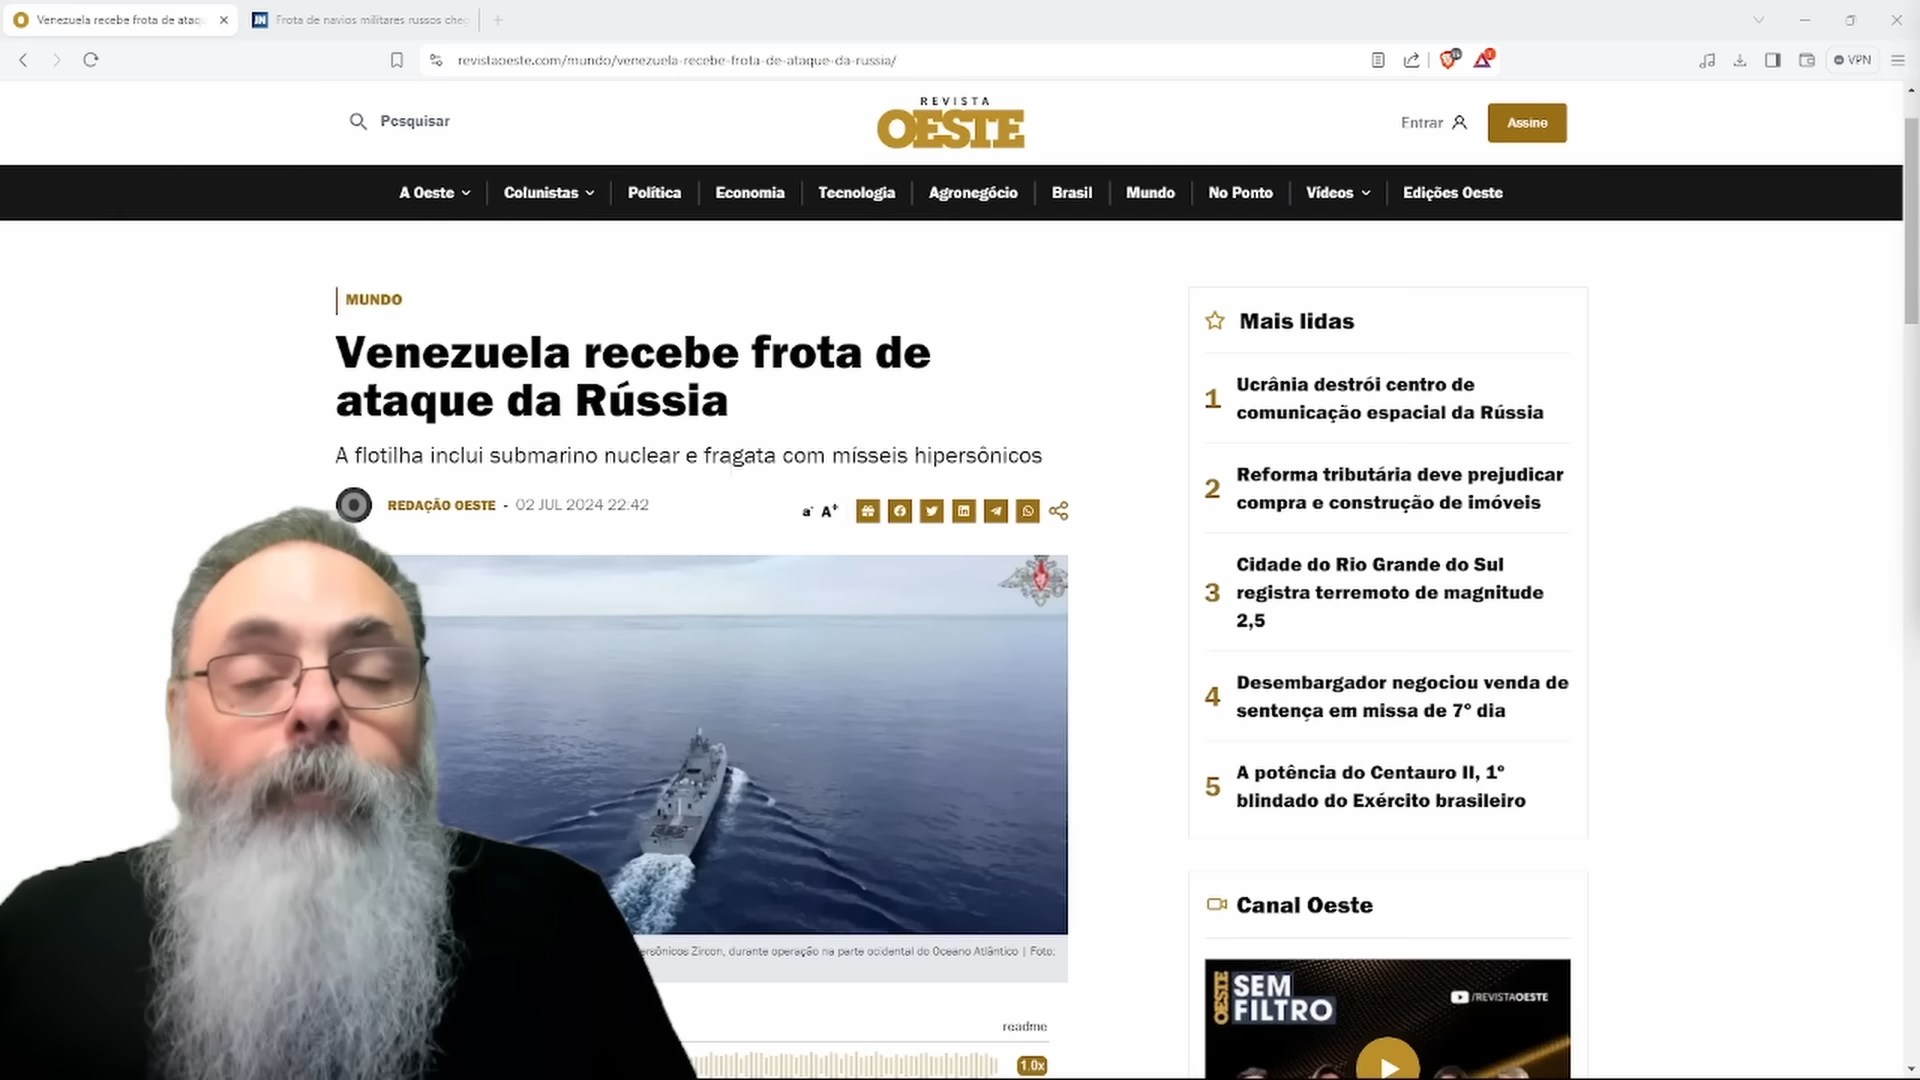 Venezuela recebe frota de ataq
Frota de navios militares russos che
revistaoeste.com/mundo/venezuela-recebe-frota-de-ataque-da-russia/
VPN
Pesquisar
REVISTA
OESTE
Entrar
Assine
A Oeste
Colunistas
Política
Economia
Tecnologia
Agronegócio
Brasil
Mundo
No Ponto
Vídeos
Edições Oeste
MUNDO
Venezuela recebe frota de
ataque da Rússia
A flotilha inclui submarino nuclear e fragata com mísseis hipersônicos
REDAÇÃO OESTE - 02 JUL 2024 22:42
a- A+
ersônicos Zircon, durante operação na parte ocidental do Oceano Atlântico | Foto:
readme
1.0x
Mais lidas
1
Ucrânia destrói centro de
comunicação espacial da Rússia
2
Reforma tributária deve prejudicar
compra e construção de imóveis
3
Cidade do Rio Grande do Sul
registra terremoto de magnitude
2,5
4
Desembargador negociou venda de
sentença em missa de 7º dia
5
A potência do Centauro II, 1º
blindado do Exército brasileiro
Canal Oeste
OESTE
SEM
FILTRO
/REVISTAOESTE